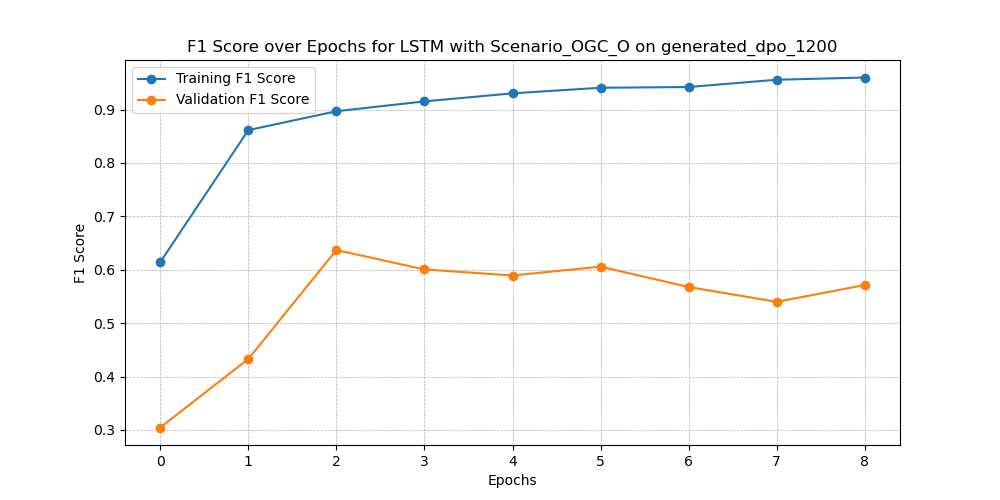 F1 Score over Epochs for LSTM with Scenario_OGC_O on generated_dpo_1200
Training F1 Score
Validation F1 Score
F1 Score
0.9
0.8
0.7
0.6
0.5
0.4
0.3
0 1 2 3 4 5 6 7 8
Epochs